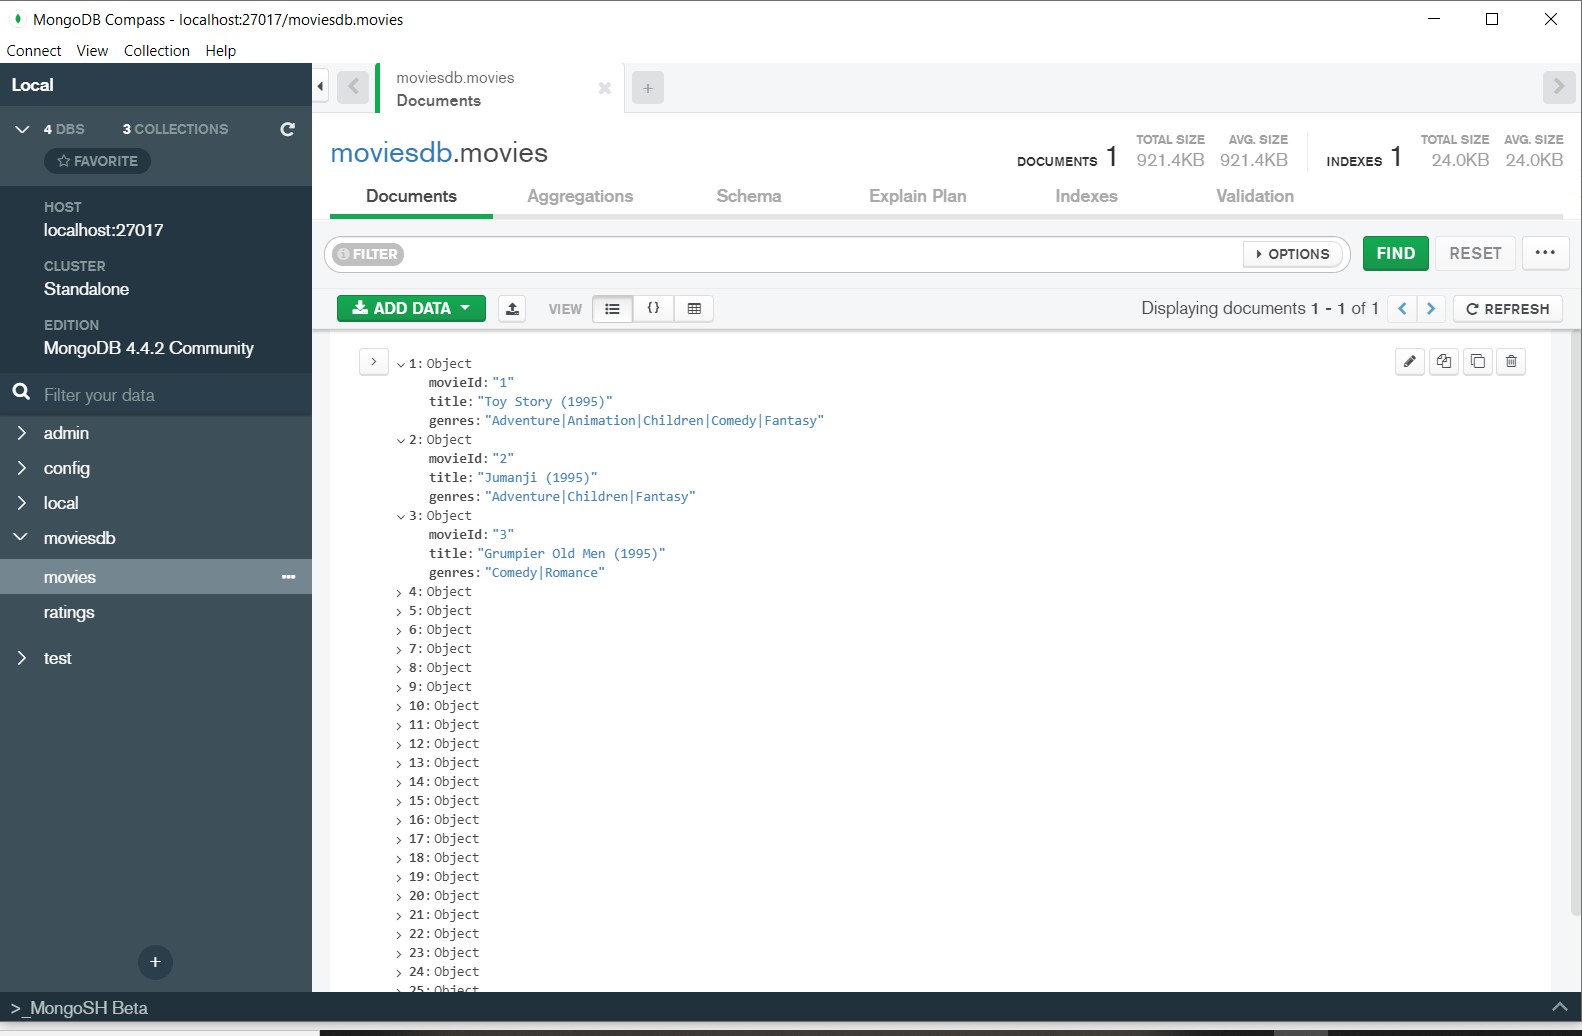 MongoDB Compass - localhost:27017/moviesdb.movies
Connect View Collection Help
Local
4 DBS 3 COLLECTIONS
FAVORITE
HOST
localhost:27017
CLUSTER
Standalone
EDITION
MongoDB 4.4.2 Community
Filter your data
admin
config
local
moviesdb
movies
ratings
test
moviesdb.movies
Documents
moviesdb.movies
DOCUMENTS 1 TOTAL SIZE 921.4KB AVG. SIZE 921.4KB INDEXES 1 TOTAL SIZE 24.0KB AVG. SIZE 24.0KB
Documents Aggregations Schema Explain Plan Indexes Validation
FILTER OPTIONS FIND RESET
ADD DATA VIEW {} Displaying documents 1 - 1 of 1 REFRESH
1: Object
movieId: "1"
title: "Toy Story (1995)"
genres: "Adventure|Animation|Children|Comedy|Fantasy"
2: Object
movieId: "2"
title: "Jumanji (1995)"
genres: "Adventure|Children|Fantasy"
3: Object
movieId: "3"
title: "Grumpier Old Men (1995)"
genres: "Comedy|Romance"
4: Object
5: Object
6: Object
7: Object
8: Object
9: Object
10: Object
11: Object
12: Object
13: Object
14: Object
15: Object
16: Object
17: Object
18: Object
19: Object
20: Object
21: Object
22: Object
23: Object
24: Object
25: Object
>_MongoSH Beta